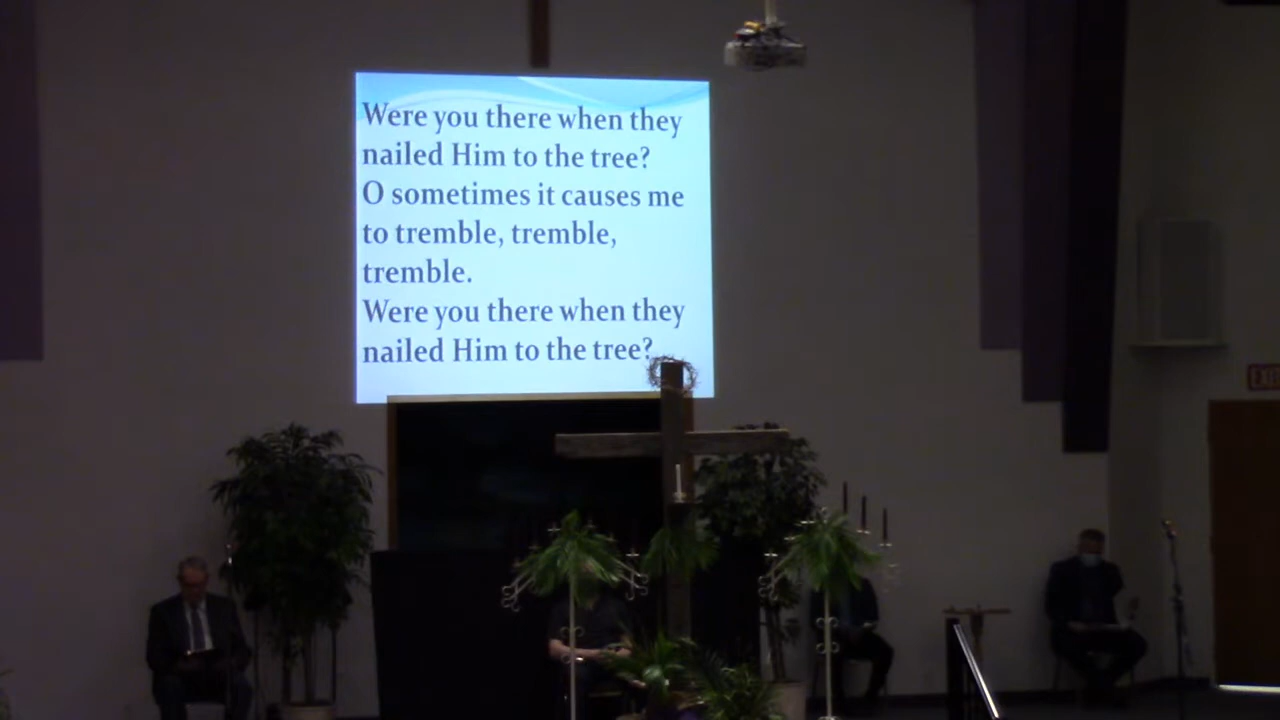 Were you there when they
nailed Him to the tree?
O sometimes it causes me
to tremble, tremble,
tremble.
Were you there when they
nailed Him to the tree?